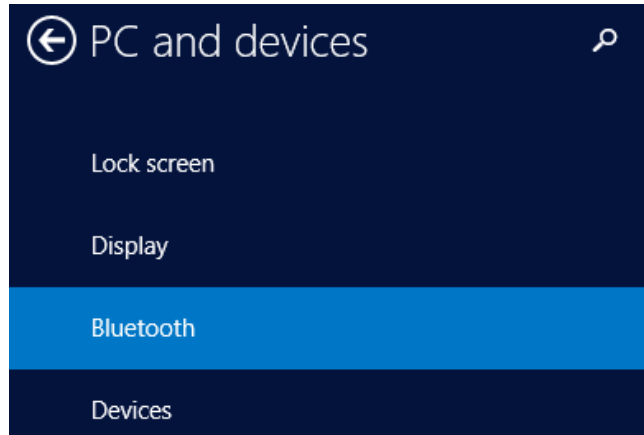 PC and devices
Lock screen
Display
Bluetooth
Devices